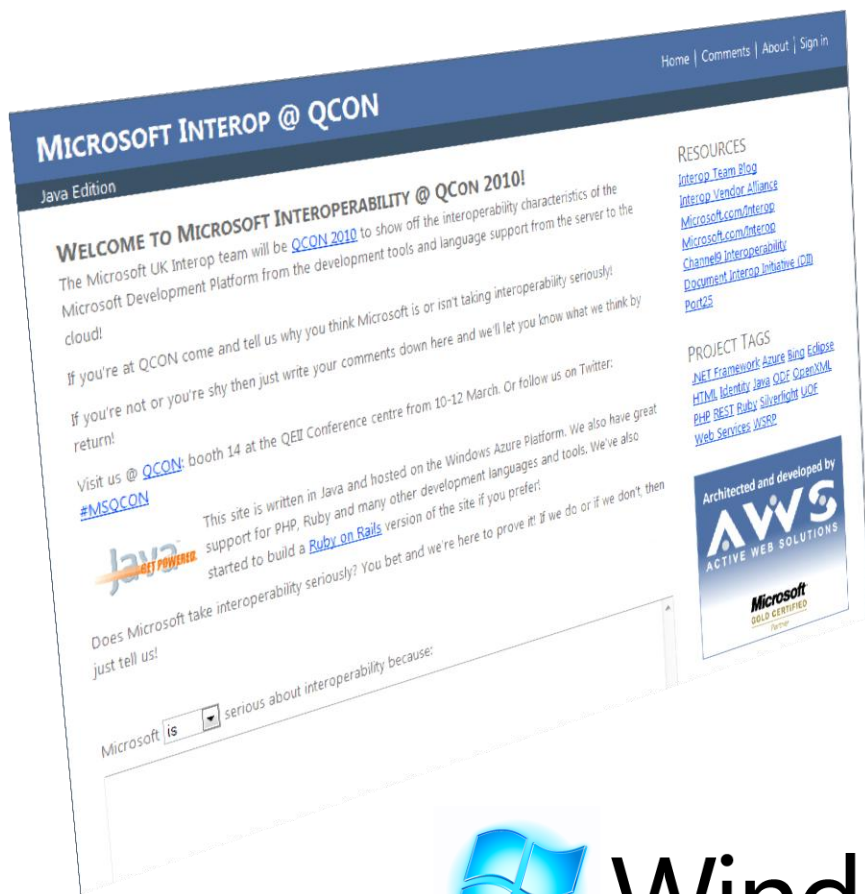 Home | Comments | About | Sign in
MICROSOFT INTEROP @ QCON
Java Edition
WELCOME TO MICROSOFT INTEROPERABILITY @ QCON 2010!
The Microsoft UK Interop team will be QCON 2010 to show off the interoperability characteristics of the
Microsoft Development Platform from the development tools and language support from the server to the
cloud!
If you're at QCON come and tell us why you think Microsoft is or isn't taking interoperability seriously!
If you're not or you're shy then just write your comments down here and we'll let you know what we think by
return!
Visit us @ QCON: booth 14 at the QEII Conference centre from 10-12 March. Or follow us on Twitter:
#MSQCON
Java
GET POWERED
This site is written in Java and hosted on the Windows Azure Platform. We also have great
support for PHP, Ruby and many other development languages and tools. We've also
started to build a Ruby on Rails version of the site if you prefer!
Does Microsoft take interoperability seriously? You bet and we're here to prove it! If we do or if we don't, then
just tell us!
Microsoft is serious about interoperability because:
RESOURCES
Interop Team Blog
Interop Vendor Alliance
Microsoft.com/Interop
Microsoft.com/Interop
Channel9 Interoperability
Document Interop Initiative (DII)
Port25
PROJECT TAGS
.NET Framework Azure Bing Eclipse
HTML Identity Java ODF OpenXML
PHP REST Ruby Silverlight UOF
Web Services WSRP
Architected and developed by
AWS
ACTIVE WEB SOLUTIONS
Microsoft
GOLD CERTIFIED
Partner
Wind